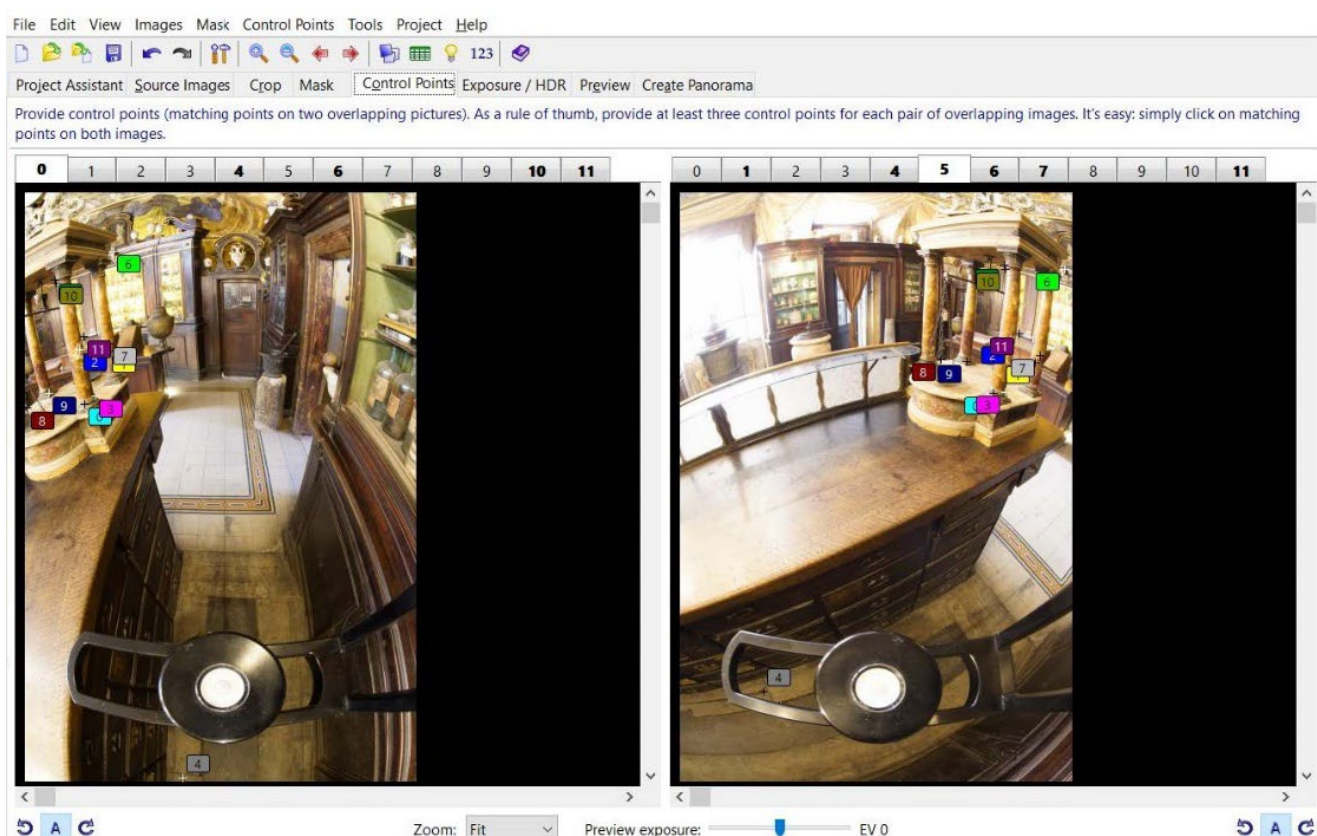 File Edit View Images Mask Control Points Tools Project Help
123
Project Assistant Source Images Crop Mask Control Points Exposure / HDR Preview Create Panorama
Provide control points (matching points on two overlapping pictures). As a rule of thumb, provide at least three control points for each pair of overlapping images. It's easy: simply click on matching
points on both images.
0 1 2 3 4 5 6 7 8 9 10 11
0 1 2 3 4 5 6 7 8 9 10 11
6
10
11
2
7
9
3
8
4
6
10
11
2
7
8
9
3
4
A
Zoom: Fit
Preview exposure:
EV 0
A